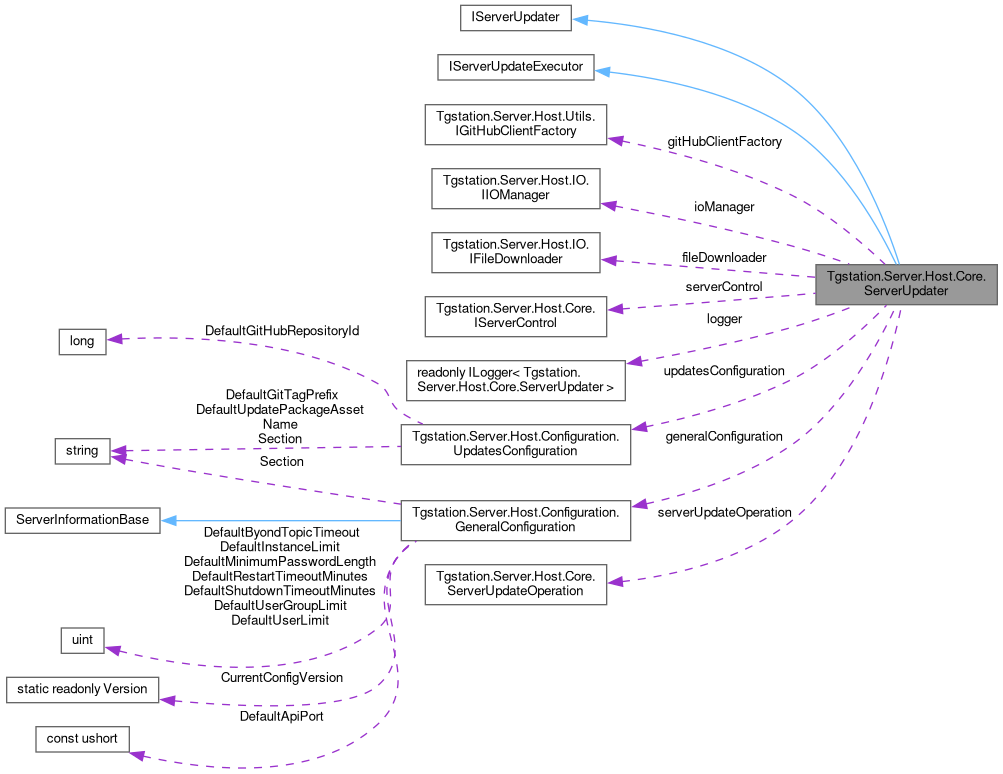 IServerUpdater
IServerUpdateExecutor
Tgstation.Server.Host.Utils.
IGitHubClientFactory
gitHubClientFactory
Tgstation.Server.Host.IO.
IIOManager
ioManager
Tgstation.Server.Host.IO.
IFileDownloader
fileDownloader
Tgstation.Server.Host.Core.
ServerUpdater
serverControl
Tgstation.Server.Host.Core.
IServerControl
logger
long
DefaultGitHubRepositoryId
readonly ILogger< Tgstation.
Server.Host.Core.ServerUpdater >
updatesConfiguration
DefaultGitTagPrefix
DefaultUpdatePackageAsset
Name
Section
string
Tgstation.Server.Host.Configuration.
UpdatesConfiguration
generalConfiguration
Section
ServerInformationBase
Tgstation.Server.Host.Configuration.
GeneralConfiguration
serverUpdateOperation
DefaultByondTopicTimeout
DefaultInstanceLimit
DefaultMinimumPasswordLength
DefaultRestartTimeoutMinutes
DefaultShutdownTimeoutMinutes
DefaultUserGroupLimit
DefaultUserLimit
Tgstation.Server.Host.Core.
ServerUpdateOperation
uint
CurrentConfigVersion
static readonly Version
DefaultApiPort
const ushort